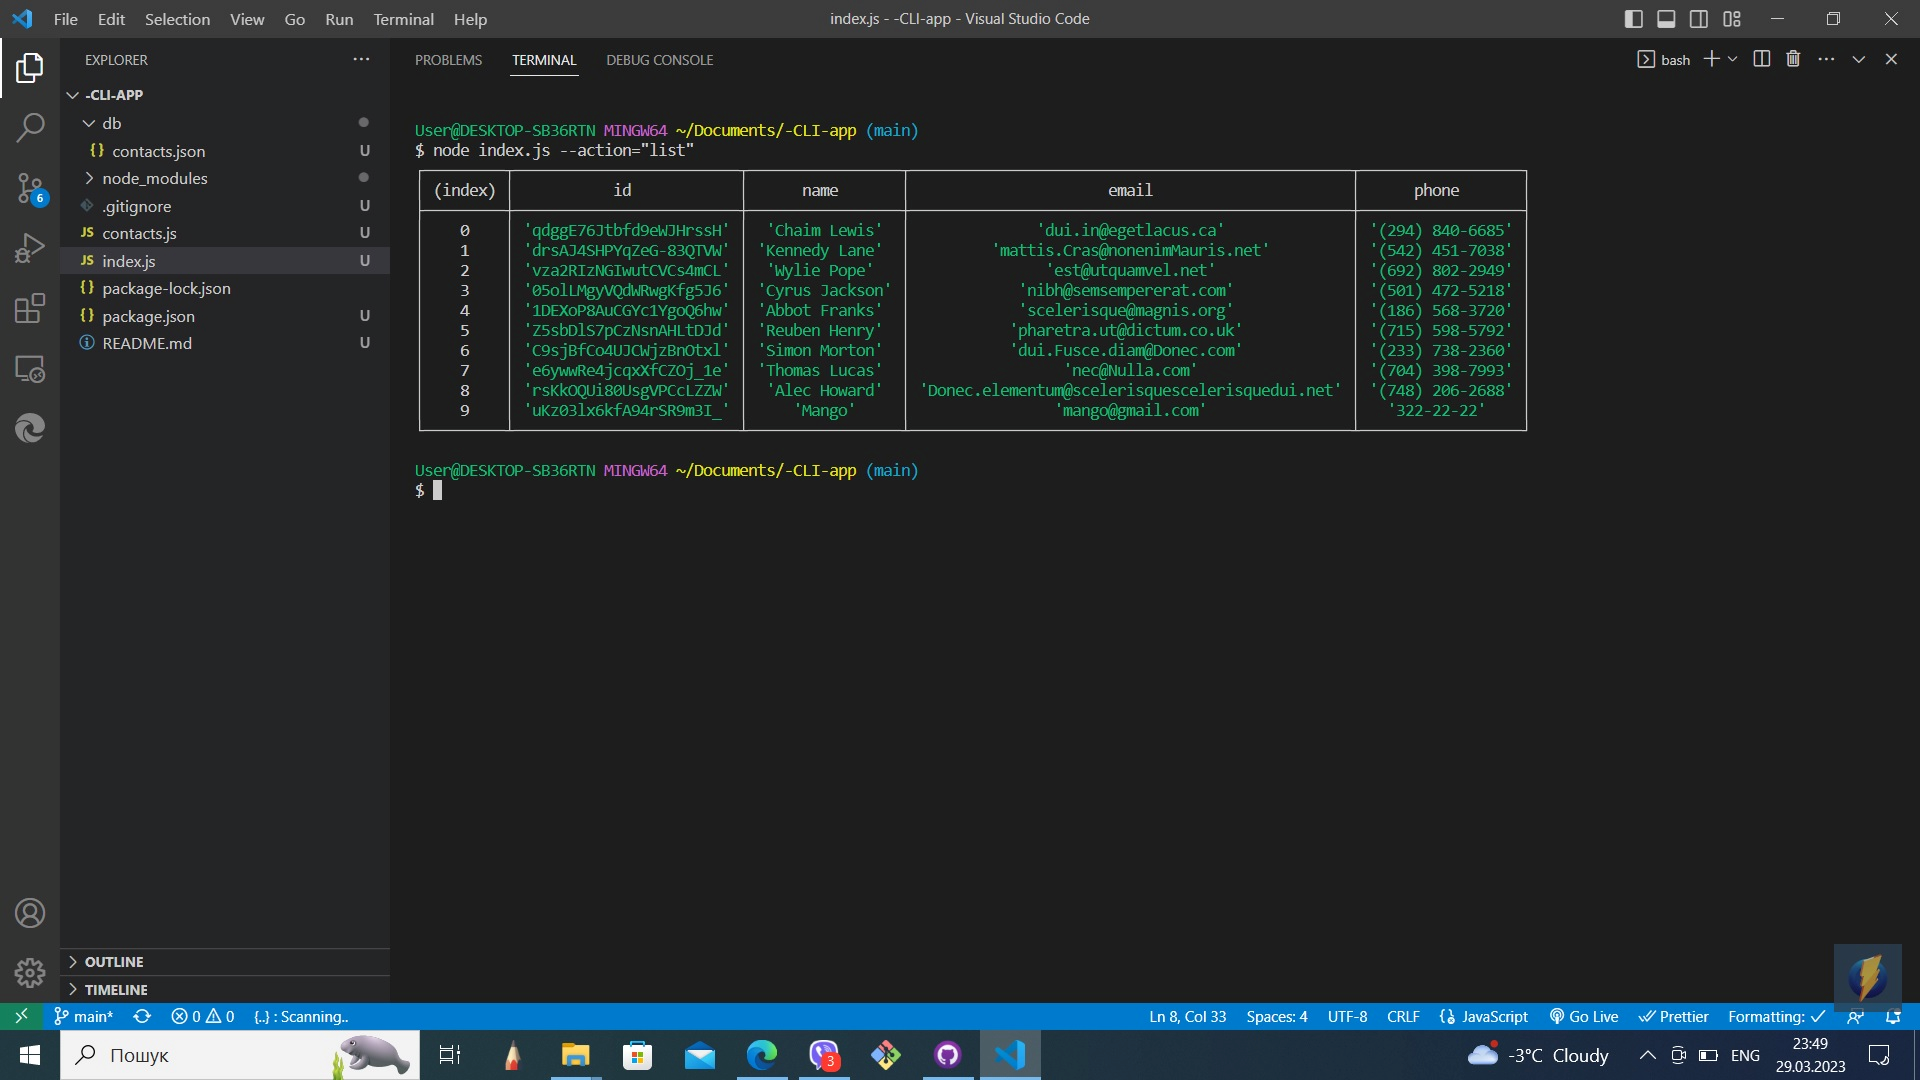 File Edit Selection View Go Run Terminal Help
index.js - -CLI-app - Visual Studio Code
EXPLORER
-CLI-APP
db
contacts.json U
node_modules
.gitignore U
contacts.js U
index.js U
package-lock.json
package.json U
README.md U
OUTLINE
TIMELINE
6
PROBLEMS TERMINAL DEBUG CONSOLE
bash
User@DESKTOP-SB36RTN MINGW64 ~/Documents/-CLI-app (main)
$ node index.js --action="list"
(index) id name email phone
0 'qdggE76Jtbfd9eWJHrssH' 'Chaim Lewis' 'dui.in@egetlacus.ca' '(294) 840-6685'
1 'drsAJ4SHPYqZeG-83QTVW' 'Kennedy Lane' 'mattis.Cras@nonenimMauris.net' '(542) 451-7038'
2 'vza2RIzNGIwutCVCs4mCL' 'Wylie Pope' 'est@utquamvel.net' '(692) 802-2949'
3 '05olLMgyVQdWRwgKfg5J6' 'Cyrus Jackson' 'nibh@semsempererat.com' '(501) 472-5218'
4 '1DEXoP8AuCGYc1YgoQ6hw' 'Abbot Franks' 'scelerisque@magnis.org' '(186) 568-3720'
5 'Z5sbDlS7pCzNsnAHLtDJd' 'Reuben Henry' 'pharetra.ut@dictum.co.uk' '(715) 598-5792'
6 'C9sjBfCo4UJCWjzBnOtxl' 'Simon Morton' 'dui.Fusce.diam@Donec.com' '(233) 738-2360'
7 'e6ywwRe4jcqxXfCZOj_1e' 'Thomas Lucas' 'nec@Nulla.com' '(704) 398-7993'
8 'rsKkOQUi80UsgVPCcLZZW' 'Alec Howard' 'Donec.elementum@scelerisquescelerisquedui.net' '(748) 206-2688'
9 'uKz03lx6kfA94rSR9m3I_' 'Mango' 'mango@gmail.com' '322-22-22'
User@DESKTOP-SB36RTN MINGW64 ~/Documents/-CLI-app (main)
$
main* 0 0 {..} : Scanning.. Ln 8, Col 33 Spaces: 4 UTF-8 CRLF JavaScript Go Live Prettier Formatting:
Пошук 3 -3°C Cloudy ENG 23:49
29.03.2023